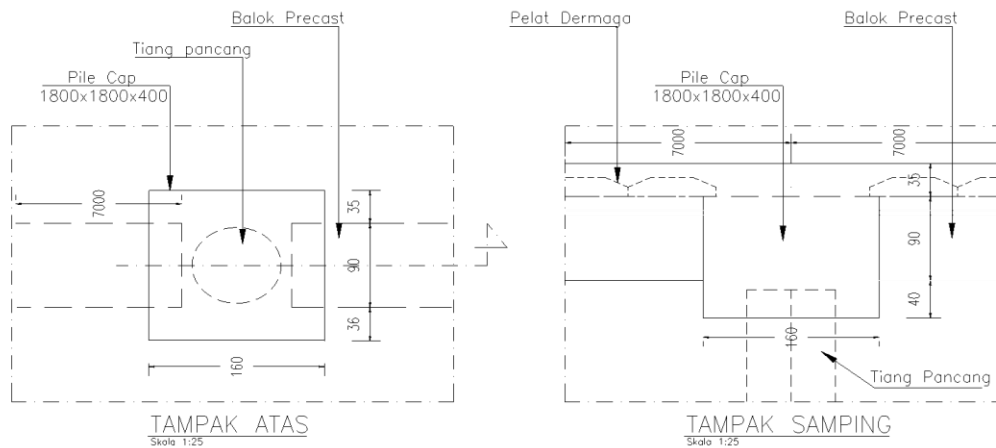 Balok Precast
Tiang pancang
Pile Cap
1800x1800x400
7000
35
90
36
160
TAMPAK ATAS
Skala 1:25
Pelat Dermaga
Balok Precast
Pile Cap
1800x1800x400
7000
7000
35
90
40
160
Tiang Pancang
TAMPAK SAMPING
Skala 1:25